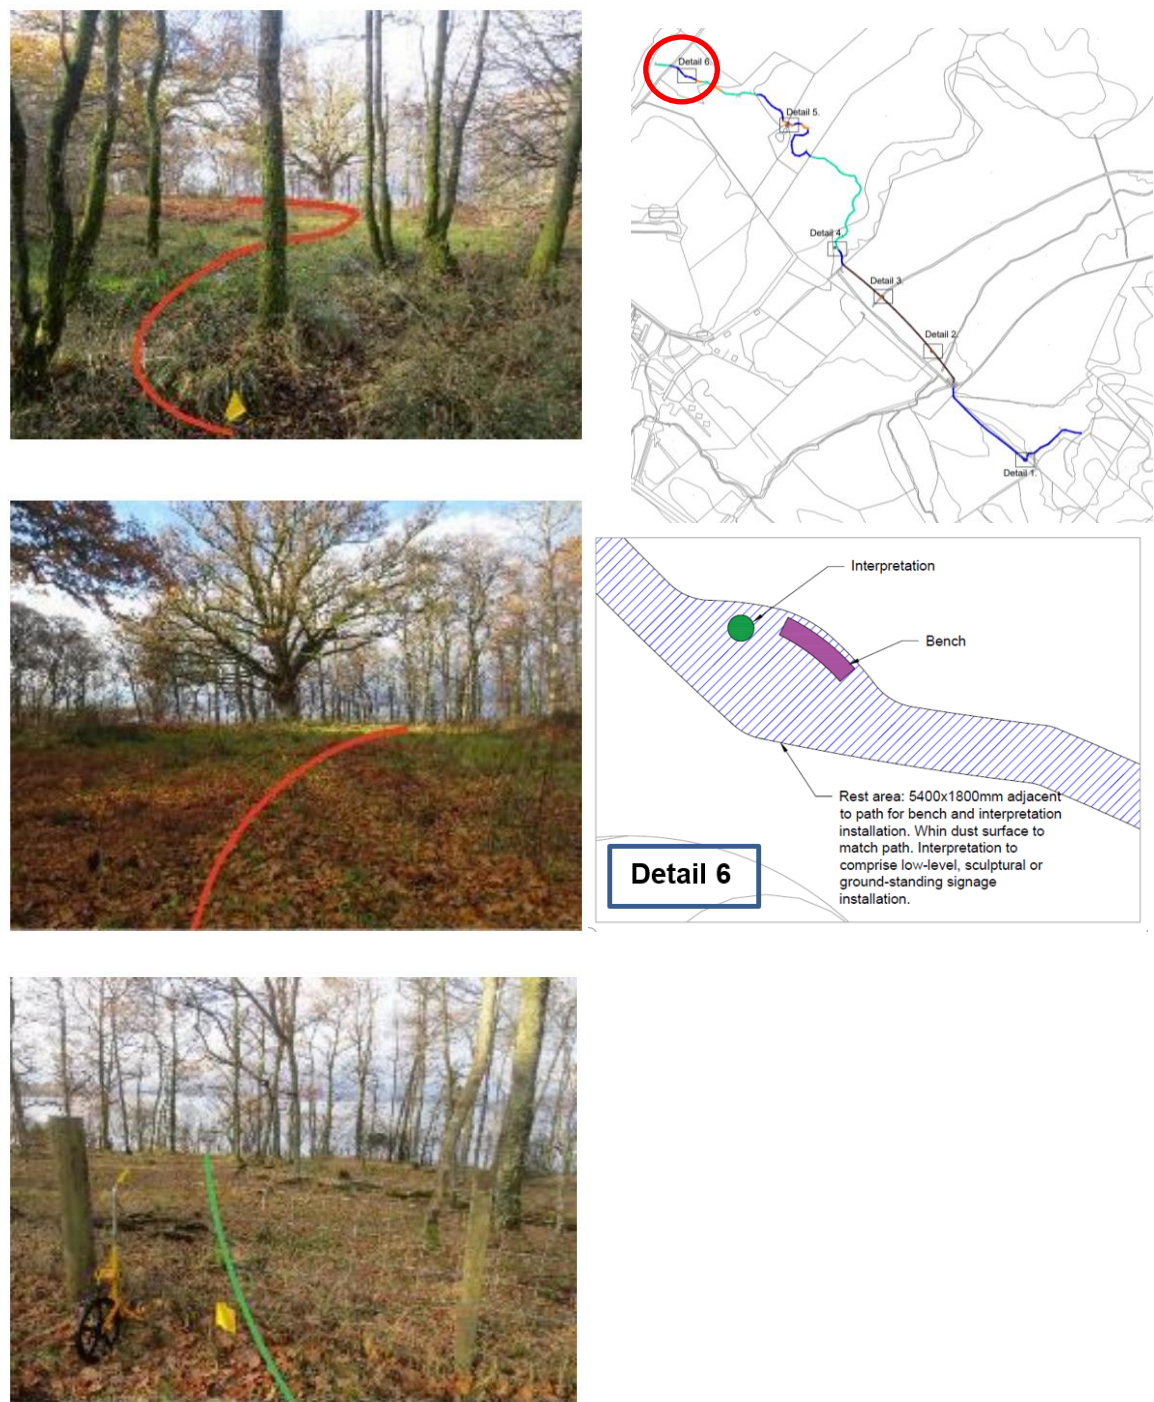 Detail 6.
Detail 5.
Detail 4.
Detail 3.
Detail 2.
Detail 1.
Interpretation
Bench
Rest area: 5400x1800mm adjacent
to path for bench and interpretation
installation. Whin dust surface to
match path. Interpretation to
comprise low-level, sculptural or
ground-standing signage
installation.
Detail 6